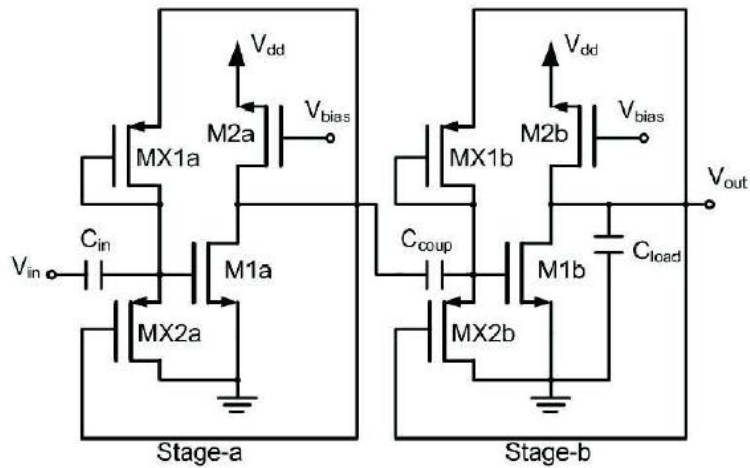 V_dd
V_dd
V_bias
V_bias
M2a
M2b
MX1a
MX1b
V_out
C_in
C_coup
C_load
V_in
M1a
M1b
MX2a
MX2b
Stage-a
Stage-b